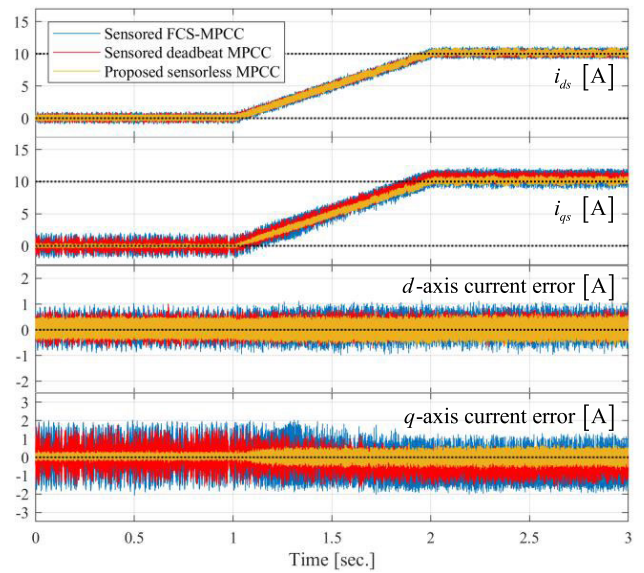 15
Sensored FCS-MPCC
Sensored deadbeat MPCC
Proposed sensorless MPCC
10
5
0
i_ds [A]
15
10
5
0
i_qs [A]
2
1
0
-1
-2
d-axis current error [A]
3
2
1
0
-1
-2
-3
q-axis current error [A]
0 0.5 1 1.5 2 2.5 3
Time [sec.]